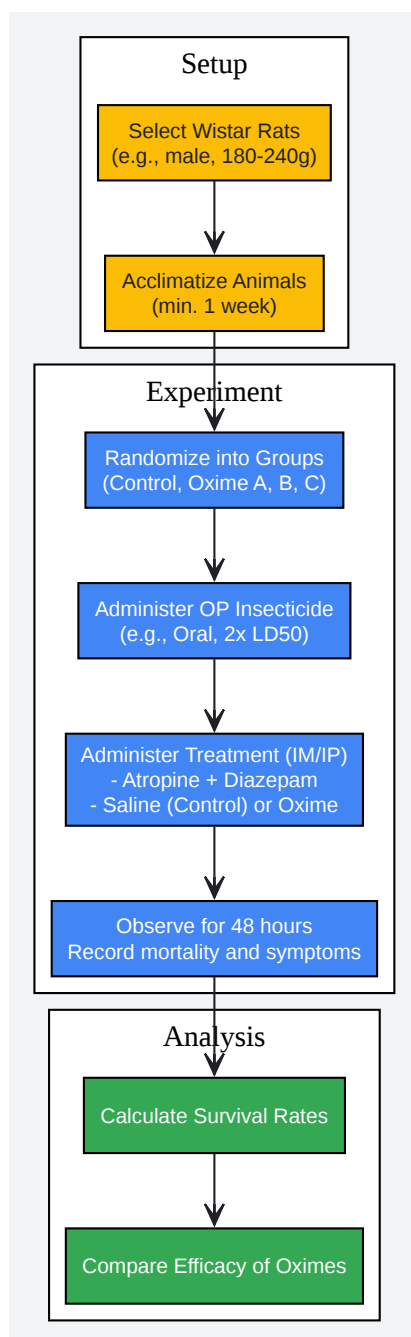 Setup
Select Wistar Rats
(e.g., male, 180-240g)
Acclimatize Animals
(min. 1 week)
Experiment
Randomize into Groups
(Control, Oxime A, B, C)
Administer OP Insecticide
(e.g., Oral, 2x LD50)
Administer Treatment (IM/IP)
- Atropine + Diazepam
- Saline (Control) or Oxime
Observe for 48 hours
Record mortality and symptoms
Analysis
Calculate Survival Rates
Compare Efficacy of Oximes